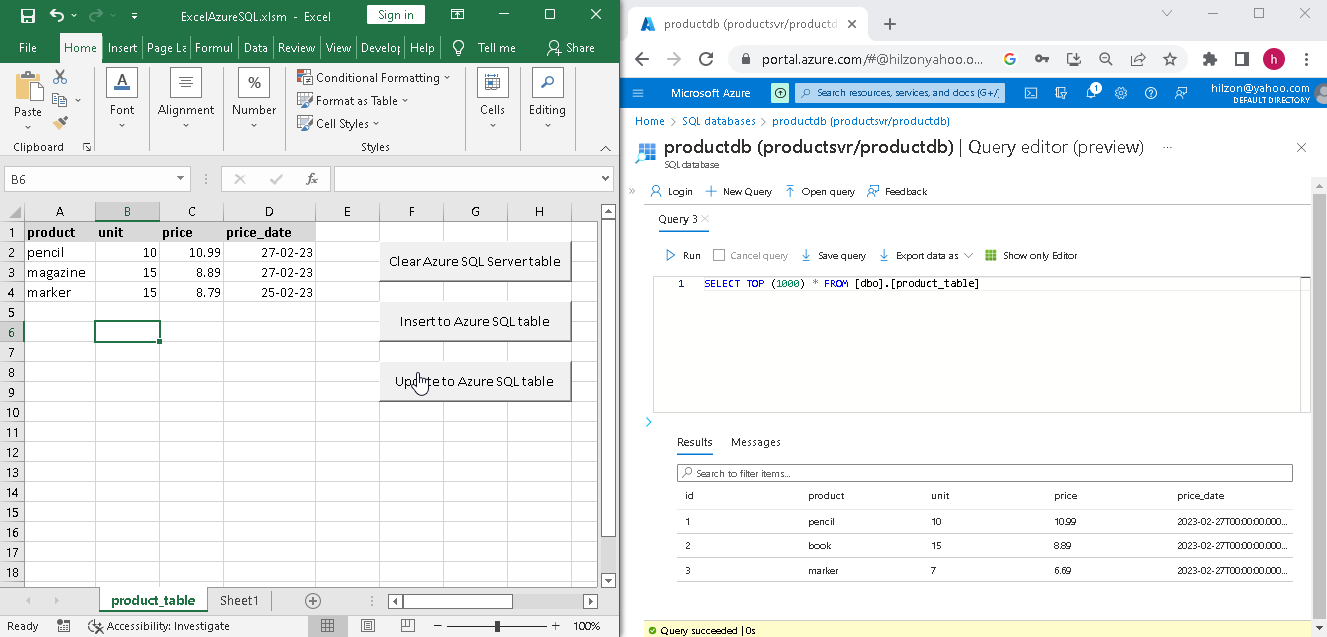 ExcelAzureSQL.xlsm - Excel
Sign in
File Home Insert Page La Formul Data Review View Develop Help Tell me Share
Paste
Clipboard
Font
Alignment
%
Number
Conditional Formatting
Format as Table
Cell Styles
Styles
Cells
Editing
B6
fx
A B C D E F G H
1 product unit price price_date
2 pencil 10 10.99 27-02-23
3 magazine 15 8.89 27-02-23
4 marker 15 8.79 25-02-23
5
6
7
8
9
10
11
12
13
14
15
16
17
18
Clear Azure SQL Server table
Insert to Azure SQL table
Update to Azure SQL table
product_table Sheet1
Ready Accessibility: Investigate 100%
productdb (productsvr/productd
portal.azure.com/#@hilzonyahoo.o...
h
Microsoft Azure
Search resources, services, and docs (G+/)
1
hilzon@yahoo.com
DEFAULT DIRECTORY
Home > SQL databases > productdb (productsvr/productdb)
productdb (productsvr/productdb) | Query editor (preview) ...
SQL database
Login New Query Open query Feedback
Query 3
Run Cancel query Save query Export data as Show only Editor
1 SELECT TOP (1000) * FROM [dbo].[product_table]
Results Messages
Search to filter items...
id product unit price price_date
1 pencil 10 10.99 2023-02-27T00:00:00.000...
2 book 15 8.89 2023-02-27T00:00:00.000...
3 marker 7 6.69 2023-02-27T00:00:00.000...
Query succeeded | 0s